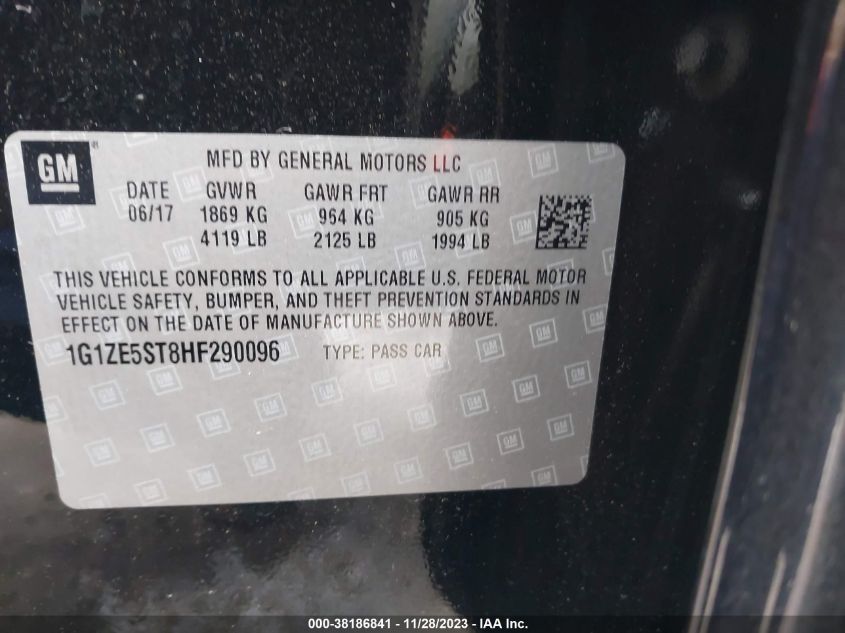 GM
MFD BY GENERAL MOTORS LLC
DATE GVWR GAWR FRT GAWR RR
06/17 1869 KG 964 KG 905 KG
4119 LB 2125 LB 1994 LB
THIS VEHICLE CONFORMS TO ALL APPLICABLE U.S. FEDERAL MOTOR
VEHICLE SAFETY, BUMPER, AND THEFT PREVENTION STANDARDS IN
EFFECT ON THE DATE OF MANUFACTURE SHOWN ABOVE.
1G1ZE5ST8HF290096 TYPE: PASS CAR
000-38186841 - 11/28/2023 - IAA Inc.